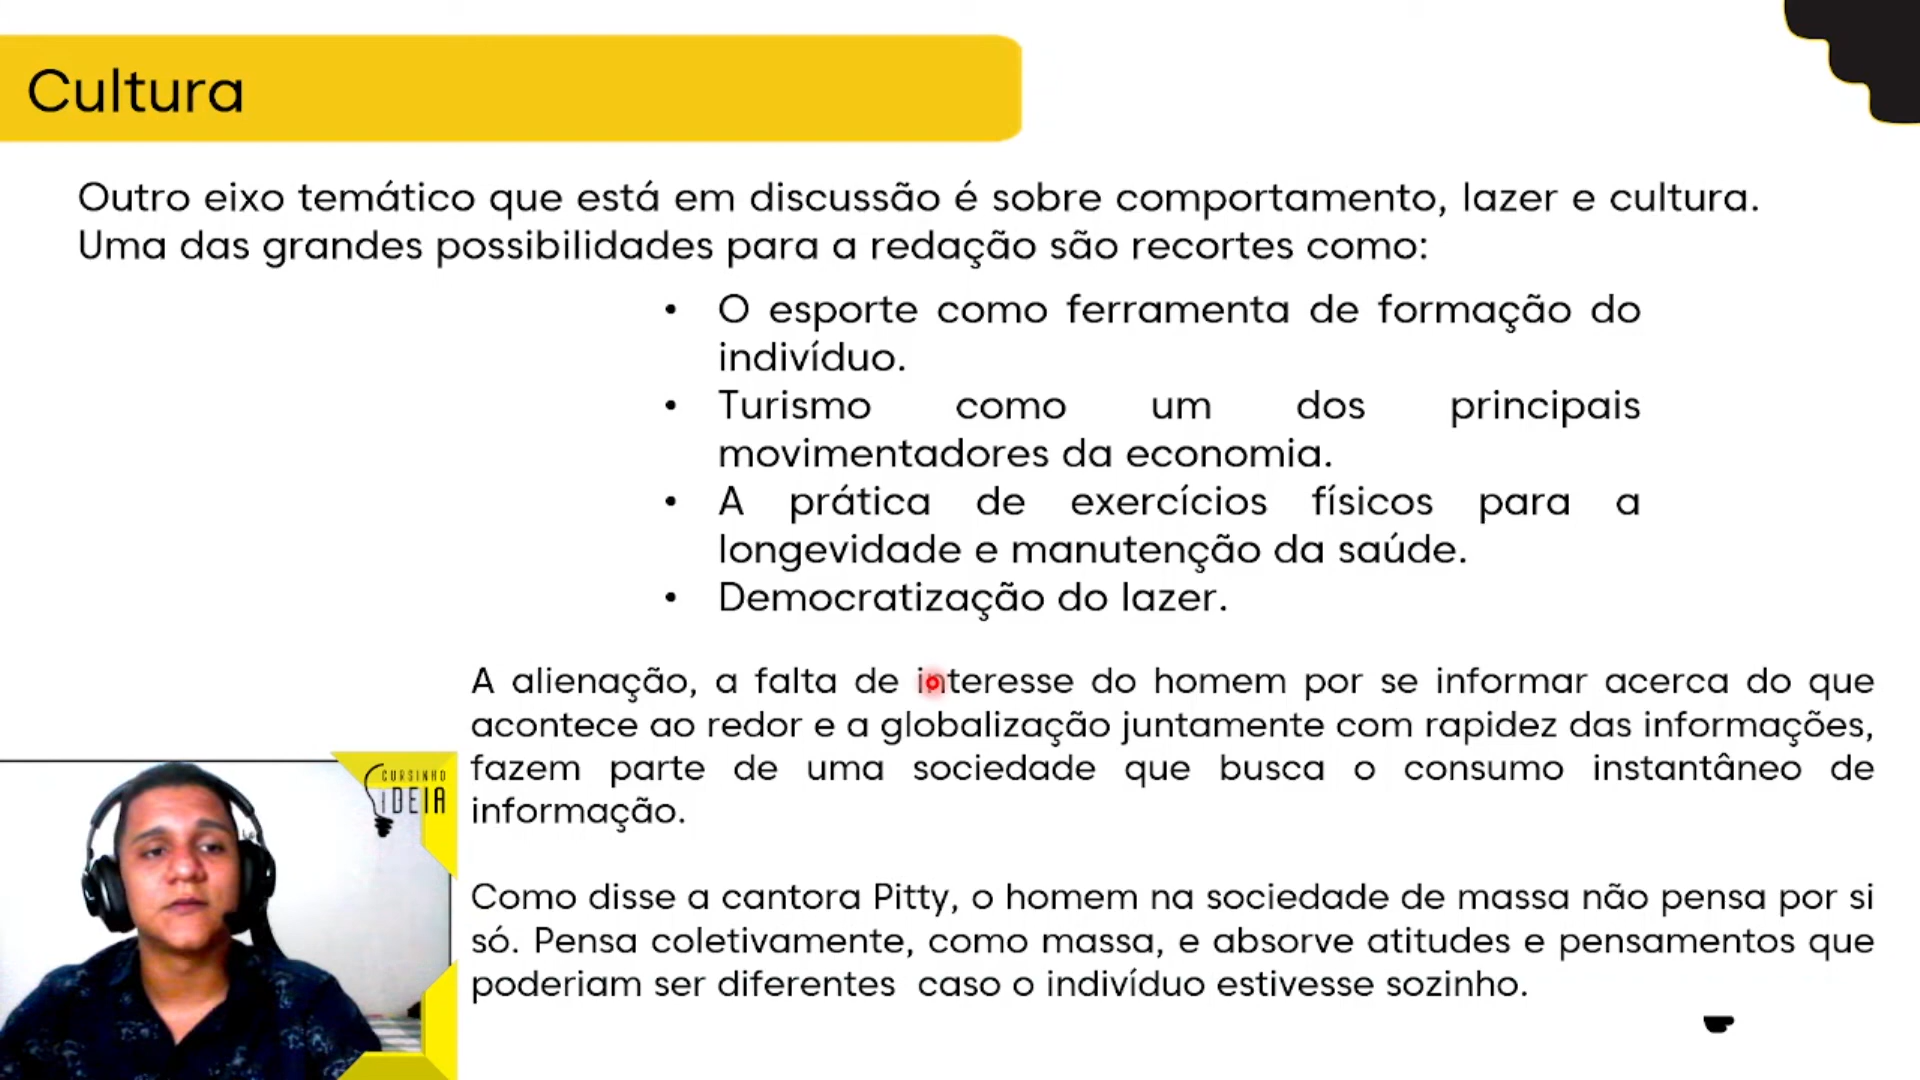 Cultura
Outro eixo temático que está em discussão é sobre comportamento, lazer e cultura.
Uma das grandes possibilidades para a redação são recortes como:
• O esporte como ferramenta de formação do
indivíduo.
• Turismo como um dos principais
movimentadores da economia.
• A prática de exercícios físicos para a
longevidade e manutenção da saúde.
• Democratização do lazer.
A alienação, a falta de interesse do homem por se informar acerca do que
acontece ao redor e a globalização juntamente com rapidez das informações,
fazem parte de uma sociedade que busca o consumo instantâneo de
informação.
Como disse a cantora Pitty, o homem na sociedade de massa não pensa por si
só. Pensa coletivamente, como massa, e absorve atitudes e pensamentos que
poderiam ser diferentes caso o indivíduo estivesse sozinho.
CURSINHO
iDEIA